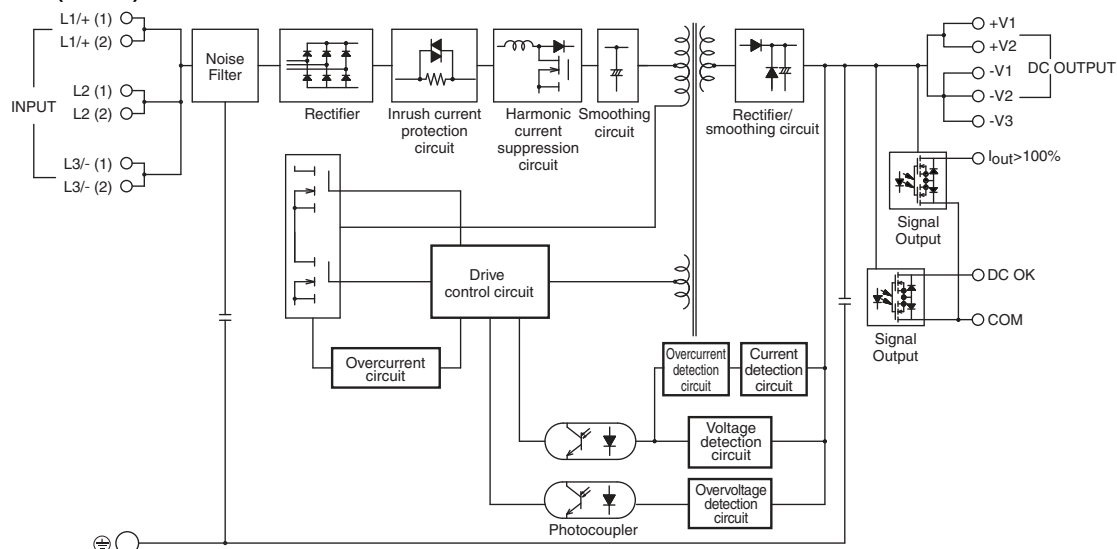 L1/+ (1)
L1/+ (2)
INPUT
L2 (1)
L2 (2)
L3/- (1)
L3/- (2)
Noise
Filter
Rectifier
Inrush current
protection
circuit
Harmonic
current
suppression
circuit
Smoothing
circuit
Rectifier/
smoothing circuit
+V1
+V2
DC OUTPUT
-V1
-V2
-V3
Iout>100%
Signal
Output
DC OK
COM
Signal
Output
Drive
control circuit
Overcurrent
circuit
Overcurrent
detection
circuit
Current
detection
circuit
Voltage
detection
circuit
Overvoltage
detection
circuit
Photocoupler